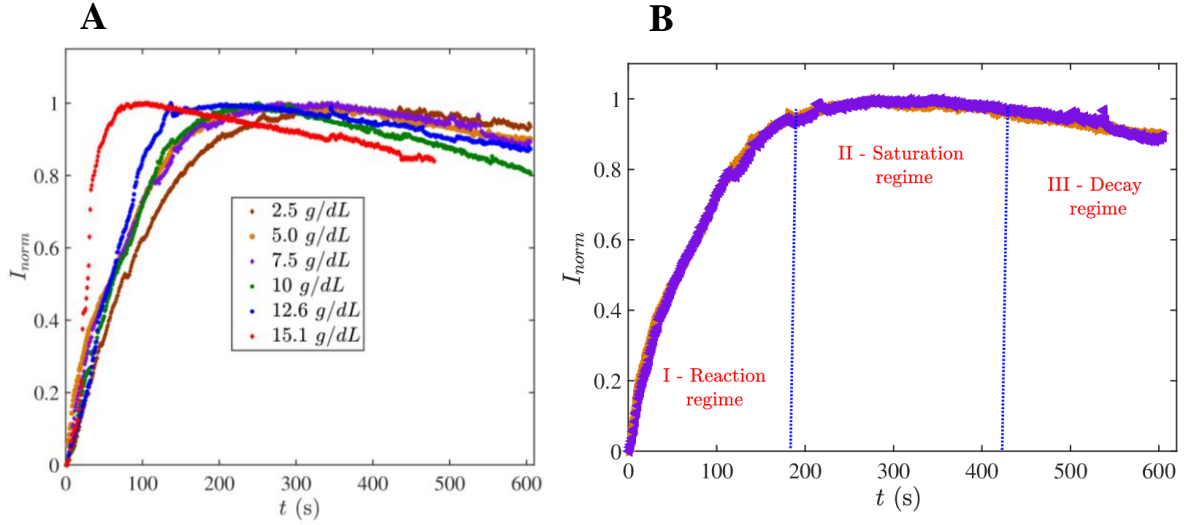 A
1
0.8
0.6
0.4
0.2
0
I_norm
0 100 200 300 400 500 600
t (s)
2.5 g/dL
5.0 g/dL
7.5 g/dL
10 g/dL
12.6 g/dL
15.1 g/dL
B
1
0.8
0.6
0.4
0.2
0
I_norm
0 100 200 300 400 500 600
t (s)
I - Reaction
regime
II - Saturation
regime
III - Decay
regime